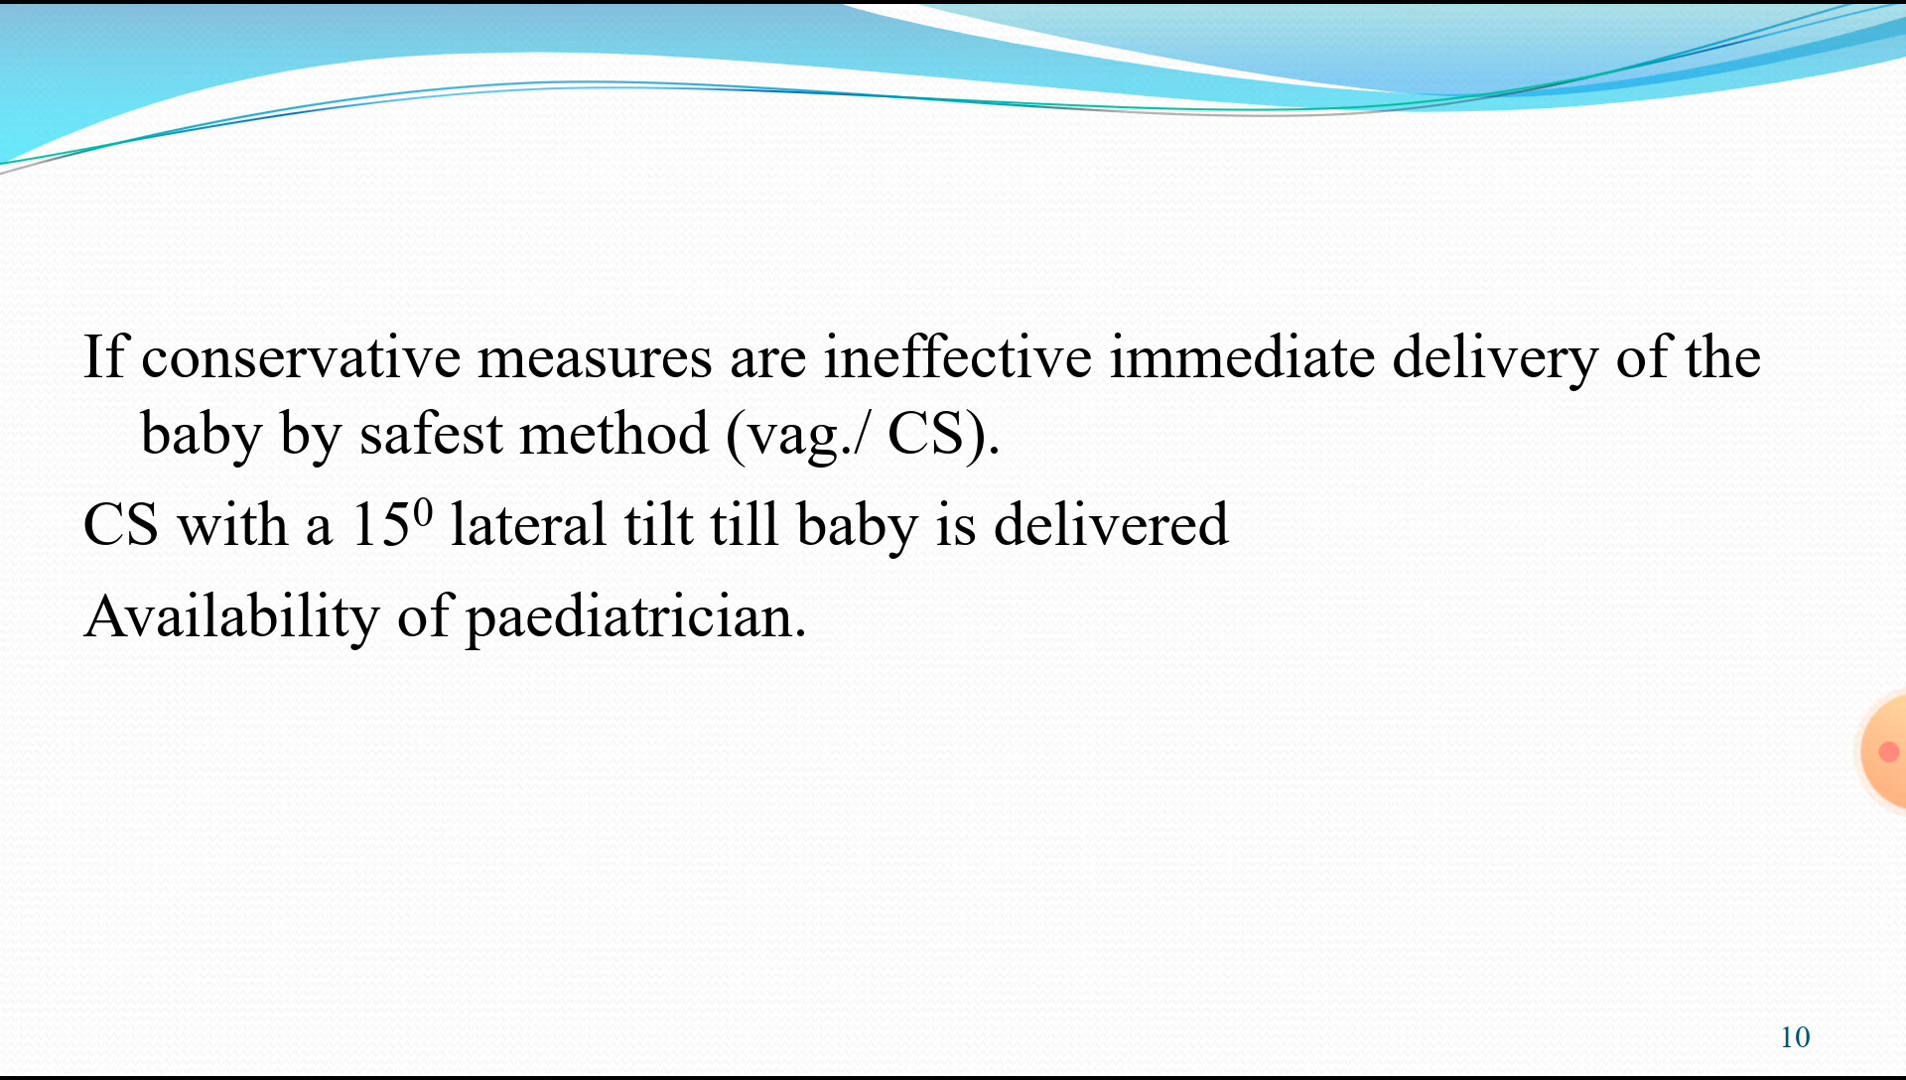 If conservative measures are ineffective immediate delivery of the
baby by safest method (vag./ CS).
CS with a 15⁰ lateral tilt till baby is delivered
Availability of paediatrician.
10